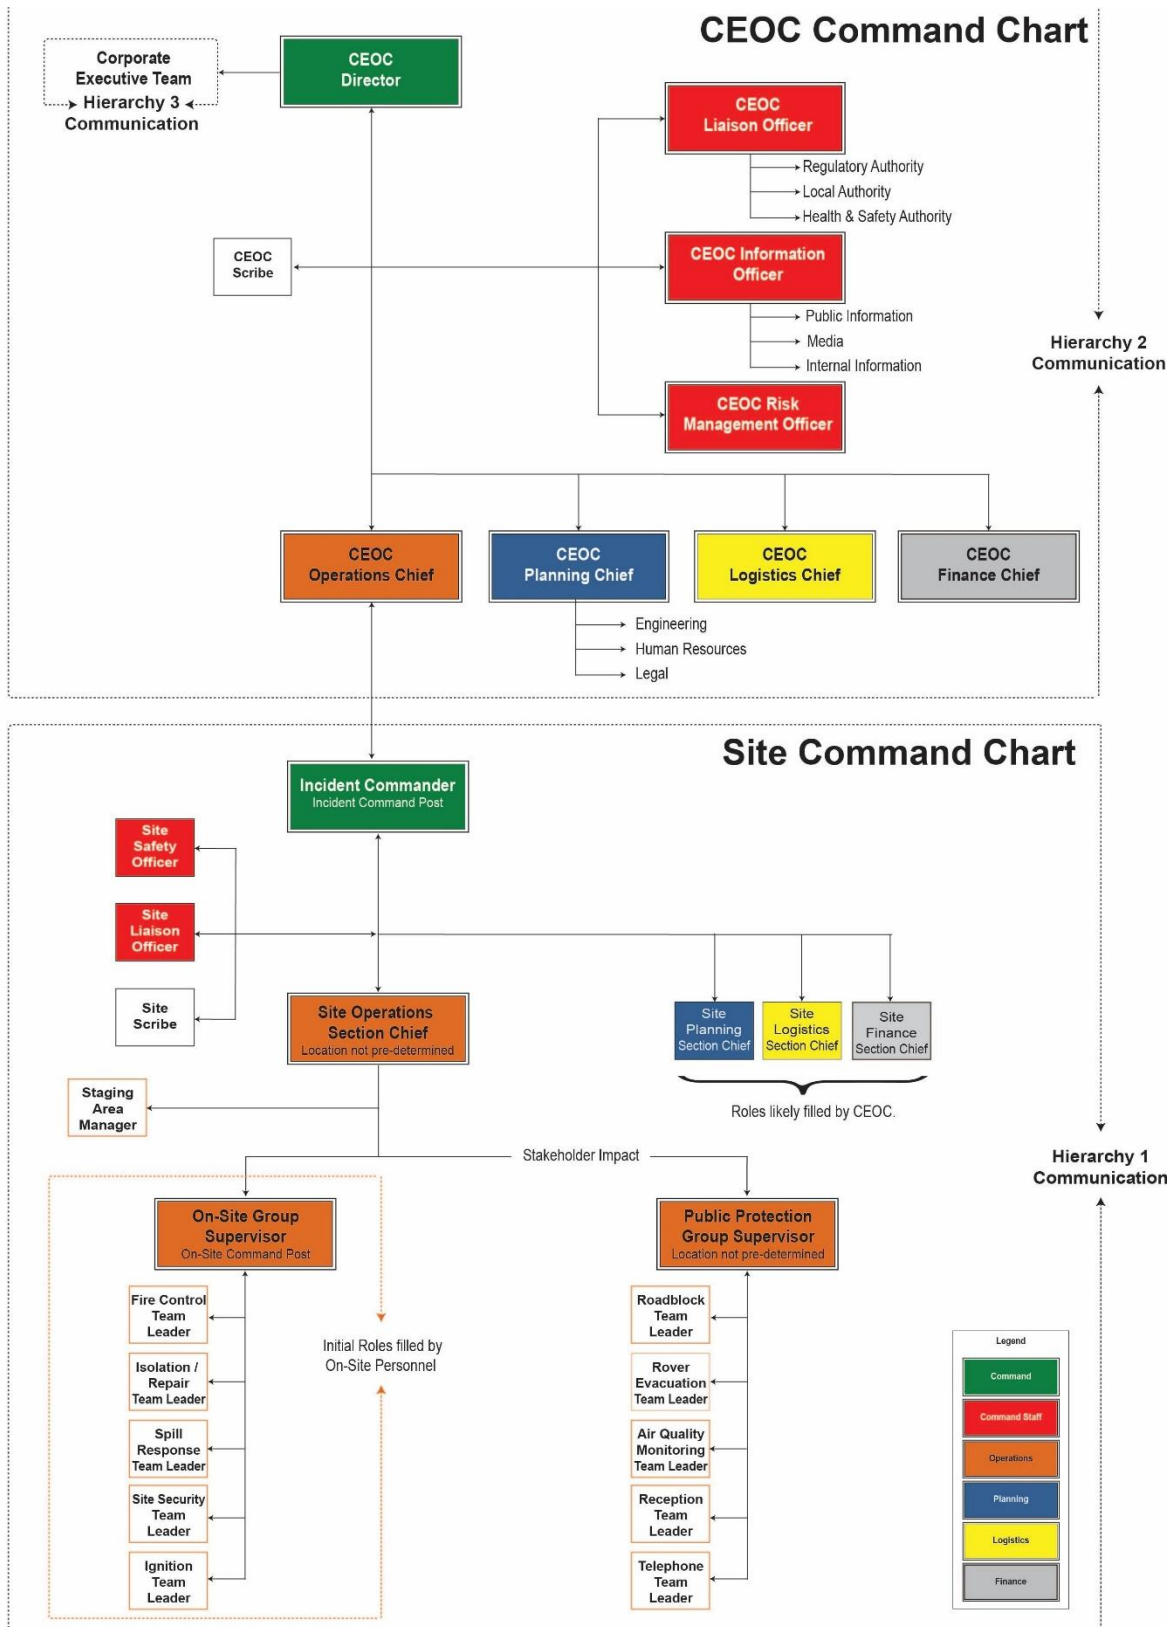 CEOC Command Chart
Corporate
Executive Team
Hierarchy 3
Communication
CEOC
Director
CEOC
Liaison Officer
Regulatory Authority
Local Authority
Health & Safety Authority
CEOC
Scribe
CEOC Information
Officer
Public Information
Media
Internal Information
Hierarchy 2
Communication
CEOC Risk
Management Officer
CEOC
Operations Chief
CEOC
Planning Chief
CEOC
Logistics Chief
CEOC
Finance Chief
Engineering
Human Resources
Legal
Site Command Chart
Incident Commander
Incident Command Post
Site
Safety
Officer
Site
Liaison
Officer
Site
Scribe
Site Operations
Section Chief
Location not pre-determined
Site
Planning
Section Chief
Site
Logistics
Section Chief
Site
Finance
Section Chief
Roles likely filled by CEOC.
Staging
Area
Manager
Stakeholder Impact
Hierarchy 1
Communication
On-Site Group
Supervisor
On-Site Command Post
Public Protection
Group Supervisor
Location not pre-determined
Fire Control
Team
Leader
Isolation /
Repair
Team Leader
Spill
Response
Team Leader
Site Security
Team
Leader
Ignition
Team
Leader
Initial Roles filled by
On-Site Personnel
Roadblock
Team
Leader
Rover
Evacuation
Team Leader
Air Quality
Monitoring
Team Leader
Reception
Team
Leader
Telephone
Team
Leader
Legend
Command
Command Staff
Operations
Planning
Logistics
Finance